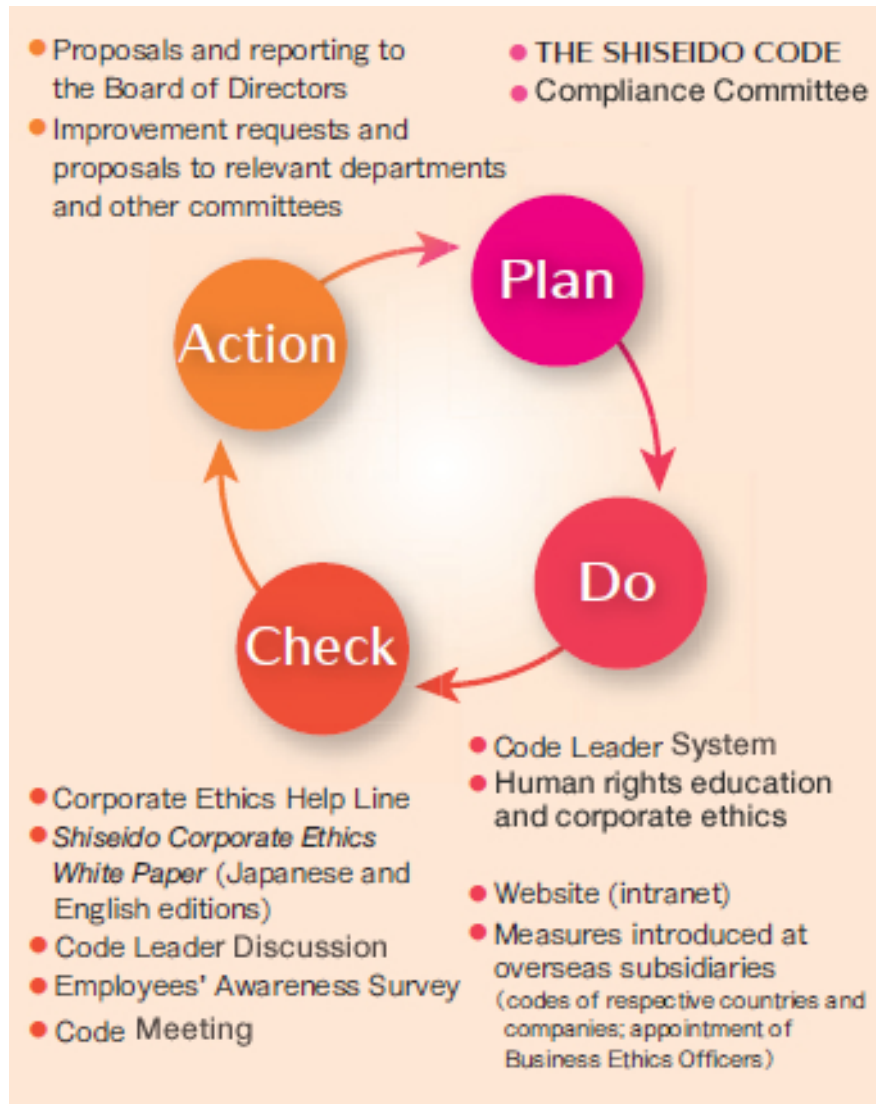 • Proposals and reporting to
the Board of Directors
• Improvement requests and
proposals to relevant departments
and other committees
• THE SHISEIDO CODE
• Compliance Committee
Plan
Action
Do
Check
• Code Leader System
• Human rights education
and corporate ethics
• Website (intranet)
• Measures introduced at
overseas subsidiaries
(codes of respective countries and
companies; appointment of
Business Ethics Officers)
• Corporate Ethics Help Line
• Shiseido Corporate Ethics
White Paper (Japanese and
English editions)
• Code Leader Discussion
• Employees’ Awareness Survey
• Code Meeting